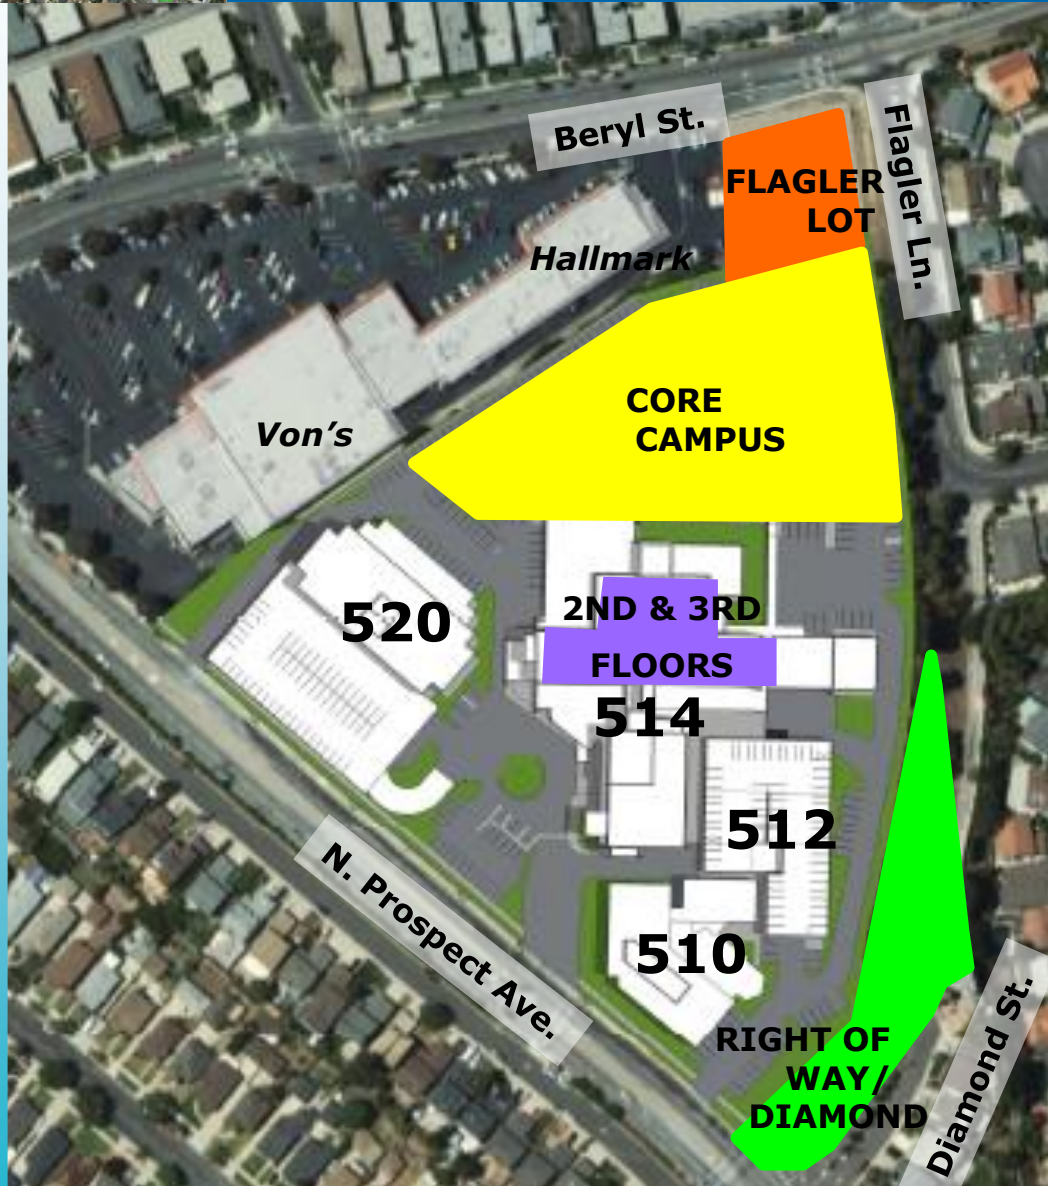 Beryl St.
Flagler Ln.
FLAGLER
LOT
Hallmark
CORE
CAMPUS
Von’s
520
2ND & 3RD
FLOORS
514
512
N. Prospect Ave.
510
RIGHT OF
WAY/
DIAMOND
Diamond St.